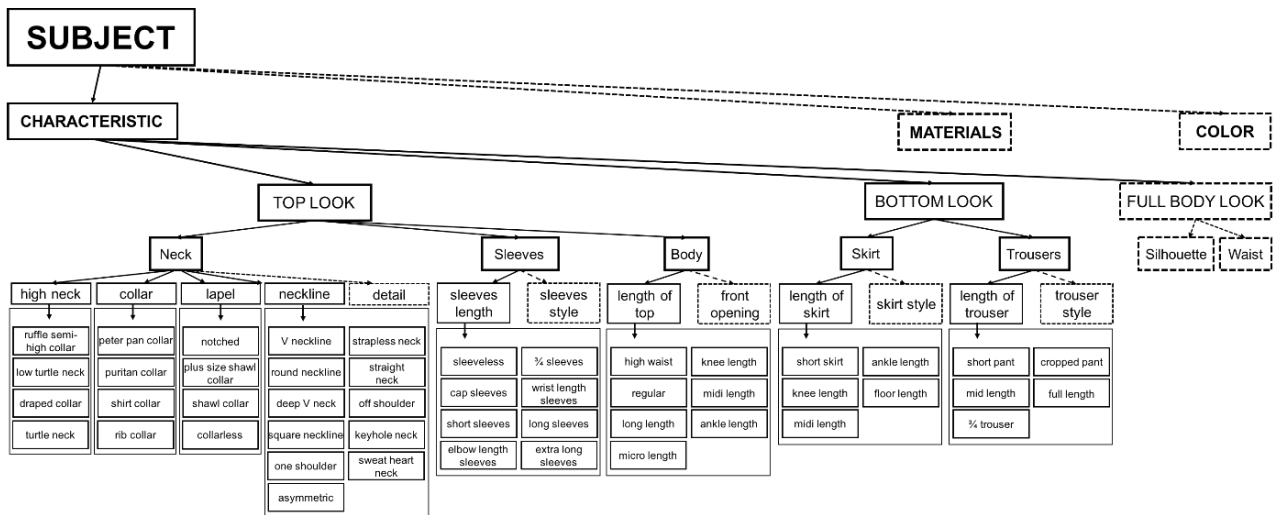 SUBJECT
CHARACTERISTIC
MATERIALS
COLOR
TOP LOOK
BOTTOM LOOK
FULL BODY LOOK
Neck
Sleeves
Body
Skirt
Trousers
Silhouette
Waist
high neck
collar
lapel
neckline
detail
sleeves
length
sleeves
style
length of
top
front
opening
length of
skirt
skirt style
length of
trouser
trouser
style
ruffle semi-
high collar
low turtle neck
draped collar
turtle neck
peter pan collar
puritan collar
shirt collar
rib collar
notched
plus size shawl
collar
shawl collar
collarless
V neckline
round neckline
deep V neck
square neckline
one shoulder
asymmetric
strapless neck
straight
neck
off shoulder
keyhole neck
sweat heart
neck
sleeveless
cap sleeves
short sleeves
elbow length
sleeves
¾ sleeves
wrist length
sleeves
long sleeves
extra long
sleeves
high waist
regular
long length
micro length
knee length
midi length
ankle length
short skirt
knee length
midi length
ankle length
floor length
short pant
mid length
¾ trouser
cropped pant
full length